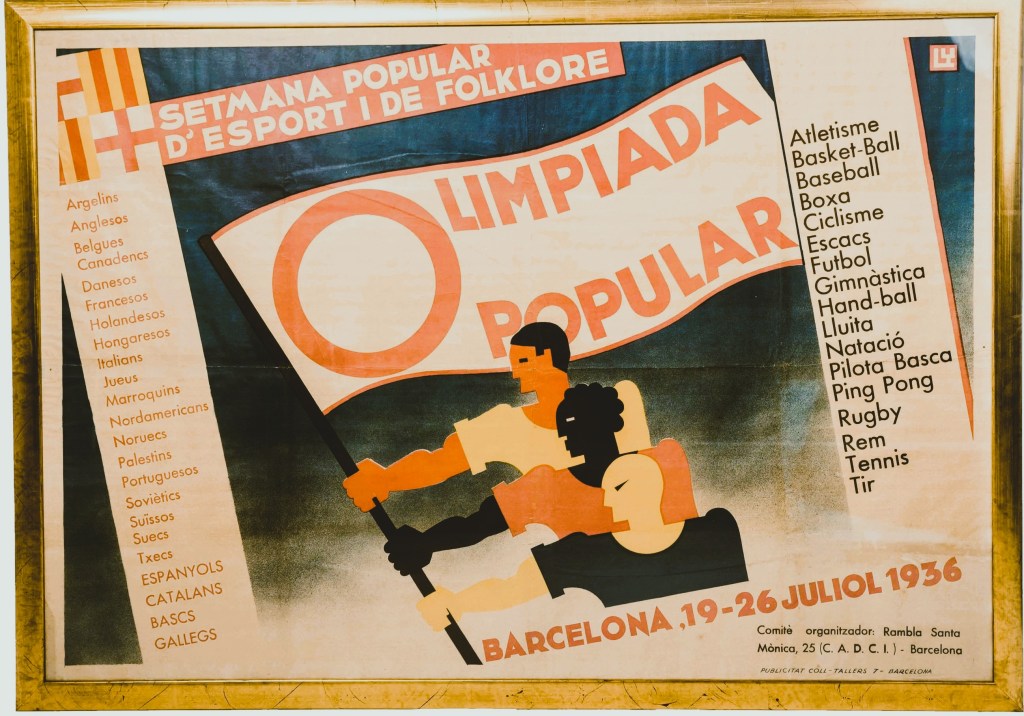 SETMANA POPULAR
D'ESPORT I DE FOLKLORE
OLIMPIADA
POPULAR
Argelins
Anglesos
Belgues
Canadencs
Danesos
Francesos
Holandesos
Hongaresos
Italians
Jueus
Marroquins
Nordamericans
Noruecs
Palestins
Portuguesos
Soviètics
Suïssos
Suecs
Txecs
ESPANYOLS
CATALANS
BASCS
GALLEGS
Atletisme
Basket-Ball
Baseball
Boxa
Ciclisme
Escacs
Futbol
Gimnàstica
Hand-ball
Lluita
Natació
Pilota Basca
Ping Pong
Rugby
Rem
Tennis
Tir
BARCELONA, 19-26 JULIOL 1936
Comitè organitzador: Rambla Santa
Mònica, 25 (C. A. D. C. I.) - Barcelona
PUBLICITAT COLL - TALLERS 7 - BARCELONA